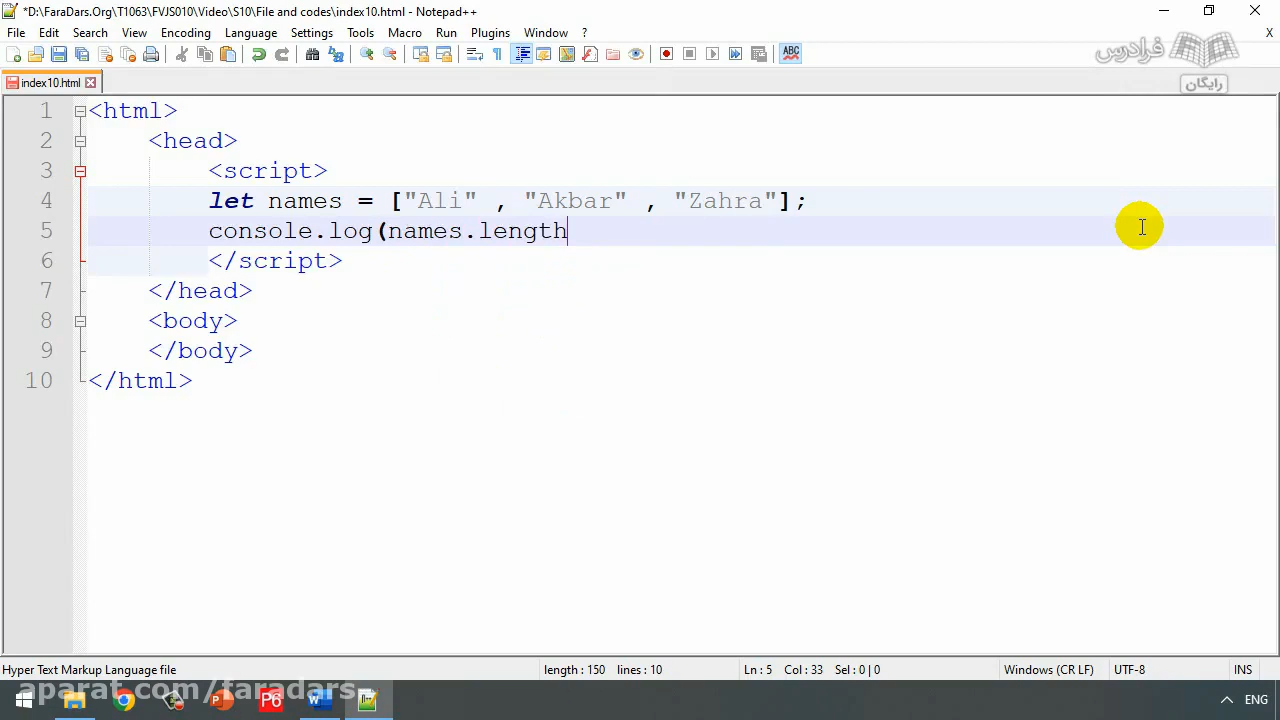 *D:\FaraDars.Org\T1063\FVJS010\Video\S10\File and codes\index10.html - Notepad++
File Edit Search View Encoding Language Settings Tools Macro Run Plugins Window ? X
ABC
فرادرس
رایگان
index10.html
1 <html>
2 <head>
3 <script>
4 let names = ["Ali" , "Akbar" , "Zahra"];
5 console.log(names.length
6 </script>
7 </head>
8 <body>
9 </body>
10 </html>
Hyper Text Markup Language file length : 150 lines : 10 Ln : 5 Col : 33 Sel : 0 | 0 Windows (CR LF) UTF-8 INS
aparat.com/faradars
P6
ENG